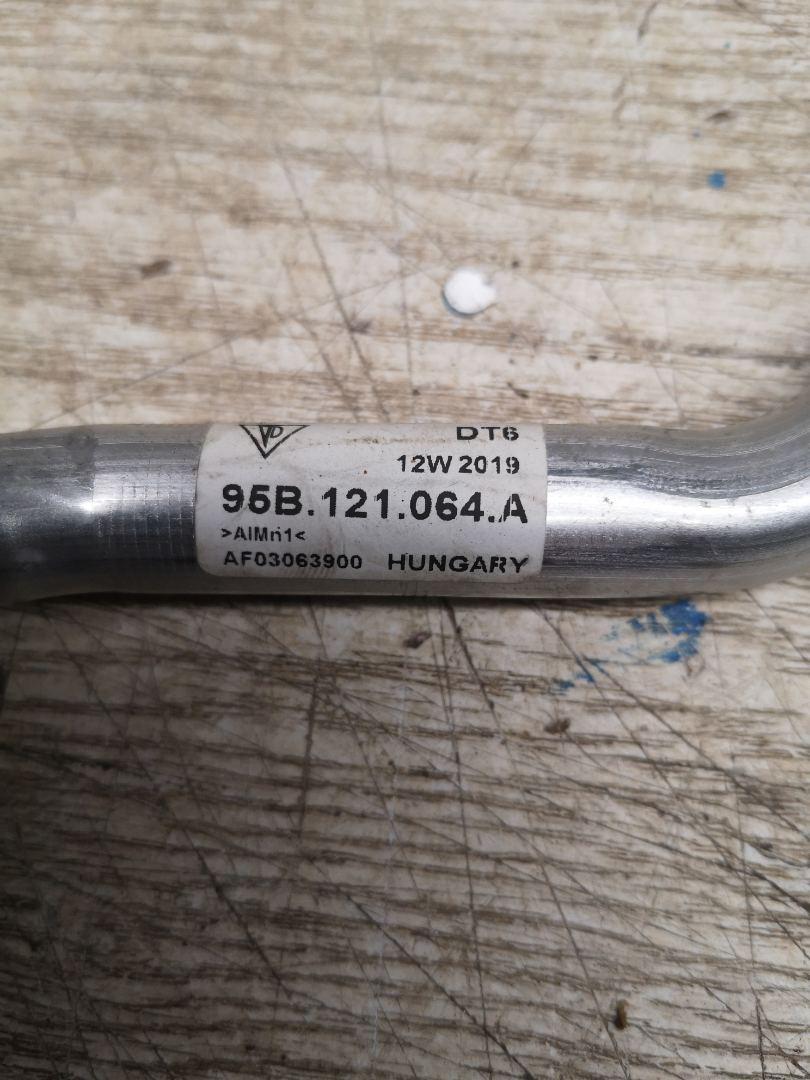 DT6
12W 2019
95B.121.064.A
>AlMn1<
AF03063900 HUNGARY